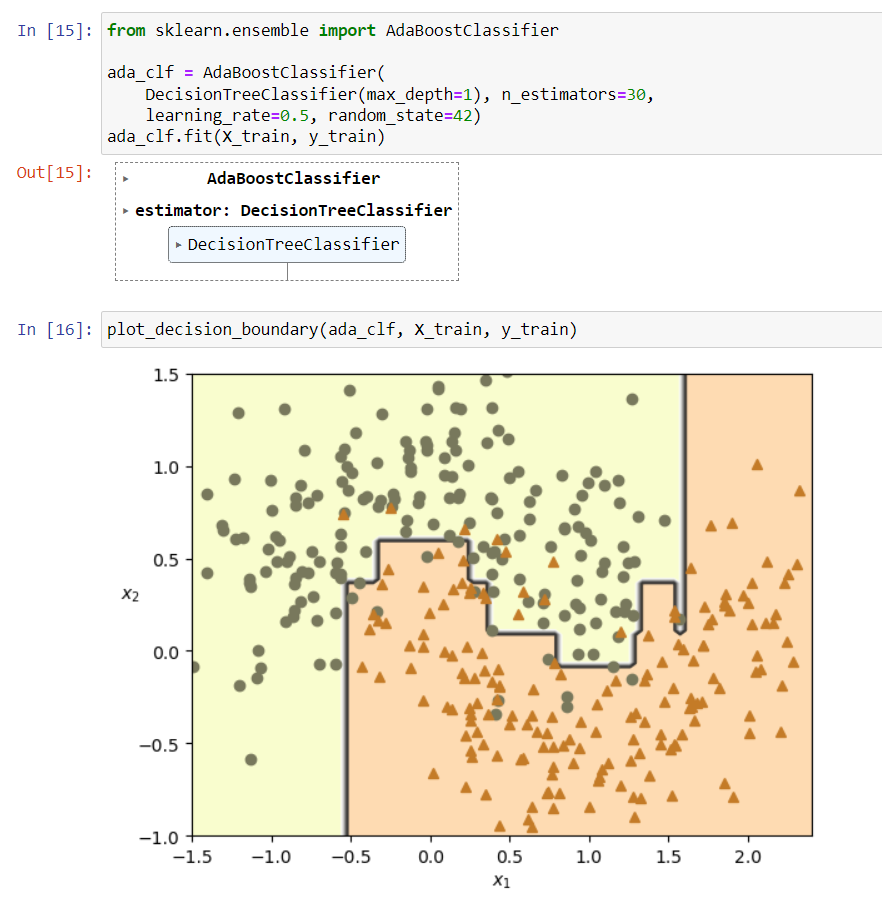 In [15]: from sklearn.ensemble import AdaBoostClassifier
ada_clf = AdaBoostClassifier(
    DecisionTreeClassifier(max_depth=1), n_estimators=30,
    learning_rate=0.5, random_state=42)
ada_clf.fit(X_train, y_train)
Out[15]:
▸ AdaBoostClassifier
▸ estimator: DecisionTreeClassifier
▸ DecisionTreeClassifier
In [16]: plot_decision_boundary(ada_clf, X_train, y_train)
1.5
1.0
0.5
x₂
0.0
−0.5
−1.0
−1.5 −1.0 −0.5 0.0 0.5 1.0 1.5 2.0
x₁